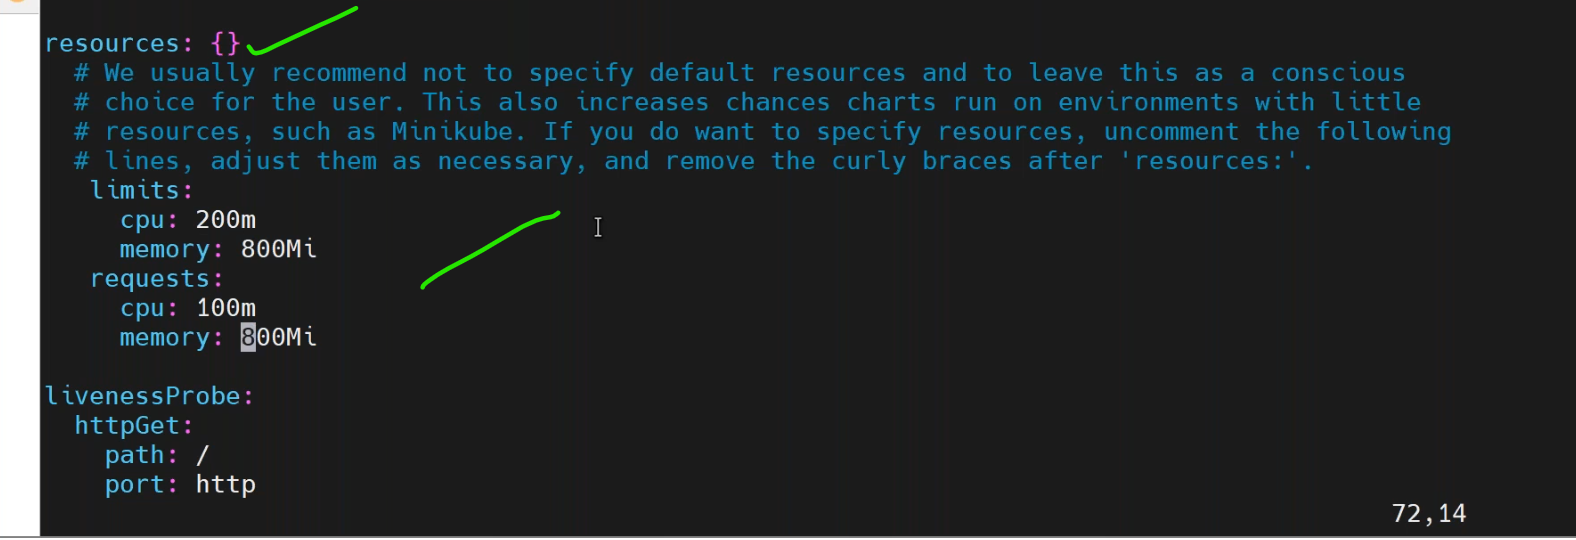 resources: {}
# We usually recommend not to specify default resources and to leave this as a conscious
# choice for the user. This also increases chances charts run on environments with little
# resources, such as Minikube. If you do want to specify resources, uncomment the following
# lines, adjust them as necessary, and remove the curly braces after 'resources:'.
limits:
cpu: 200m
memory: 800Mi
requests:
cpu: 100m
memory: 800Mi
livenessProbe:
httpGet:
path: /
port: http
72,14